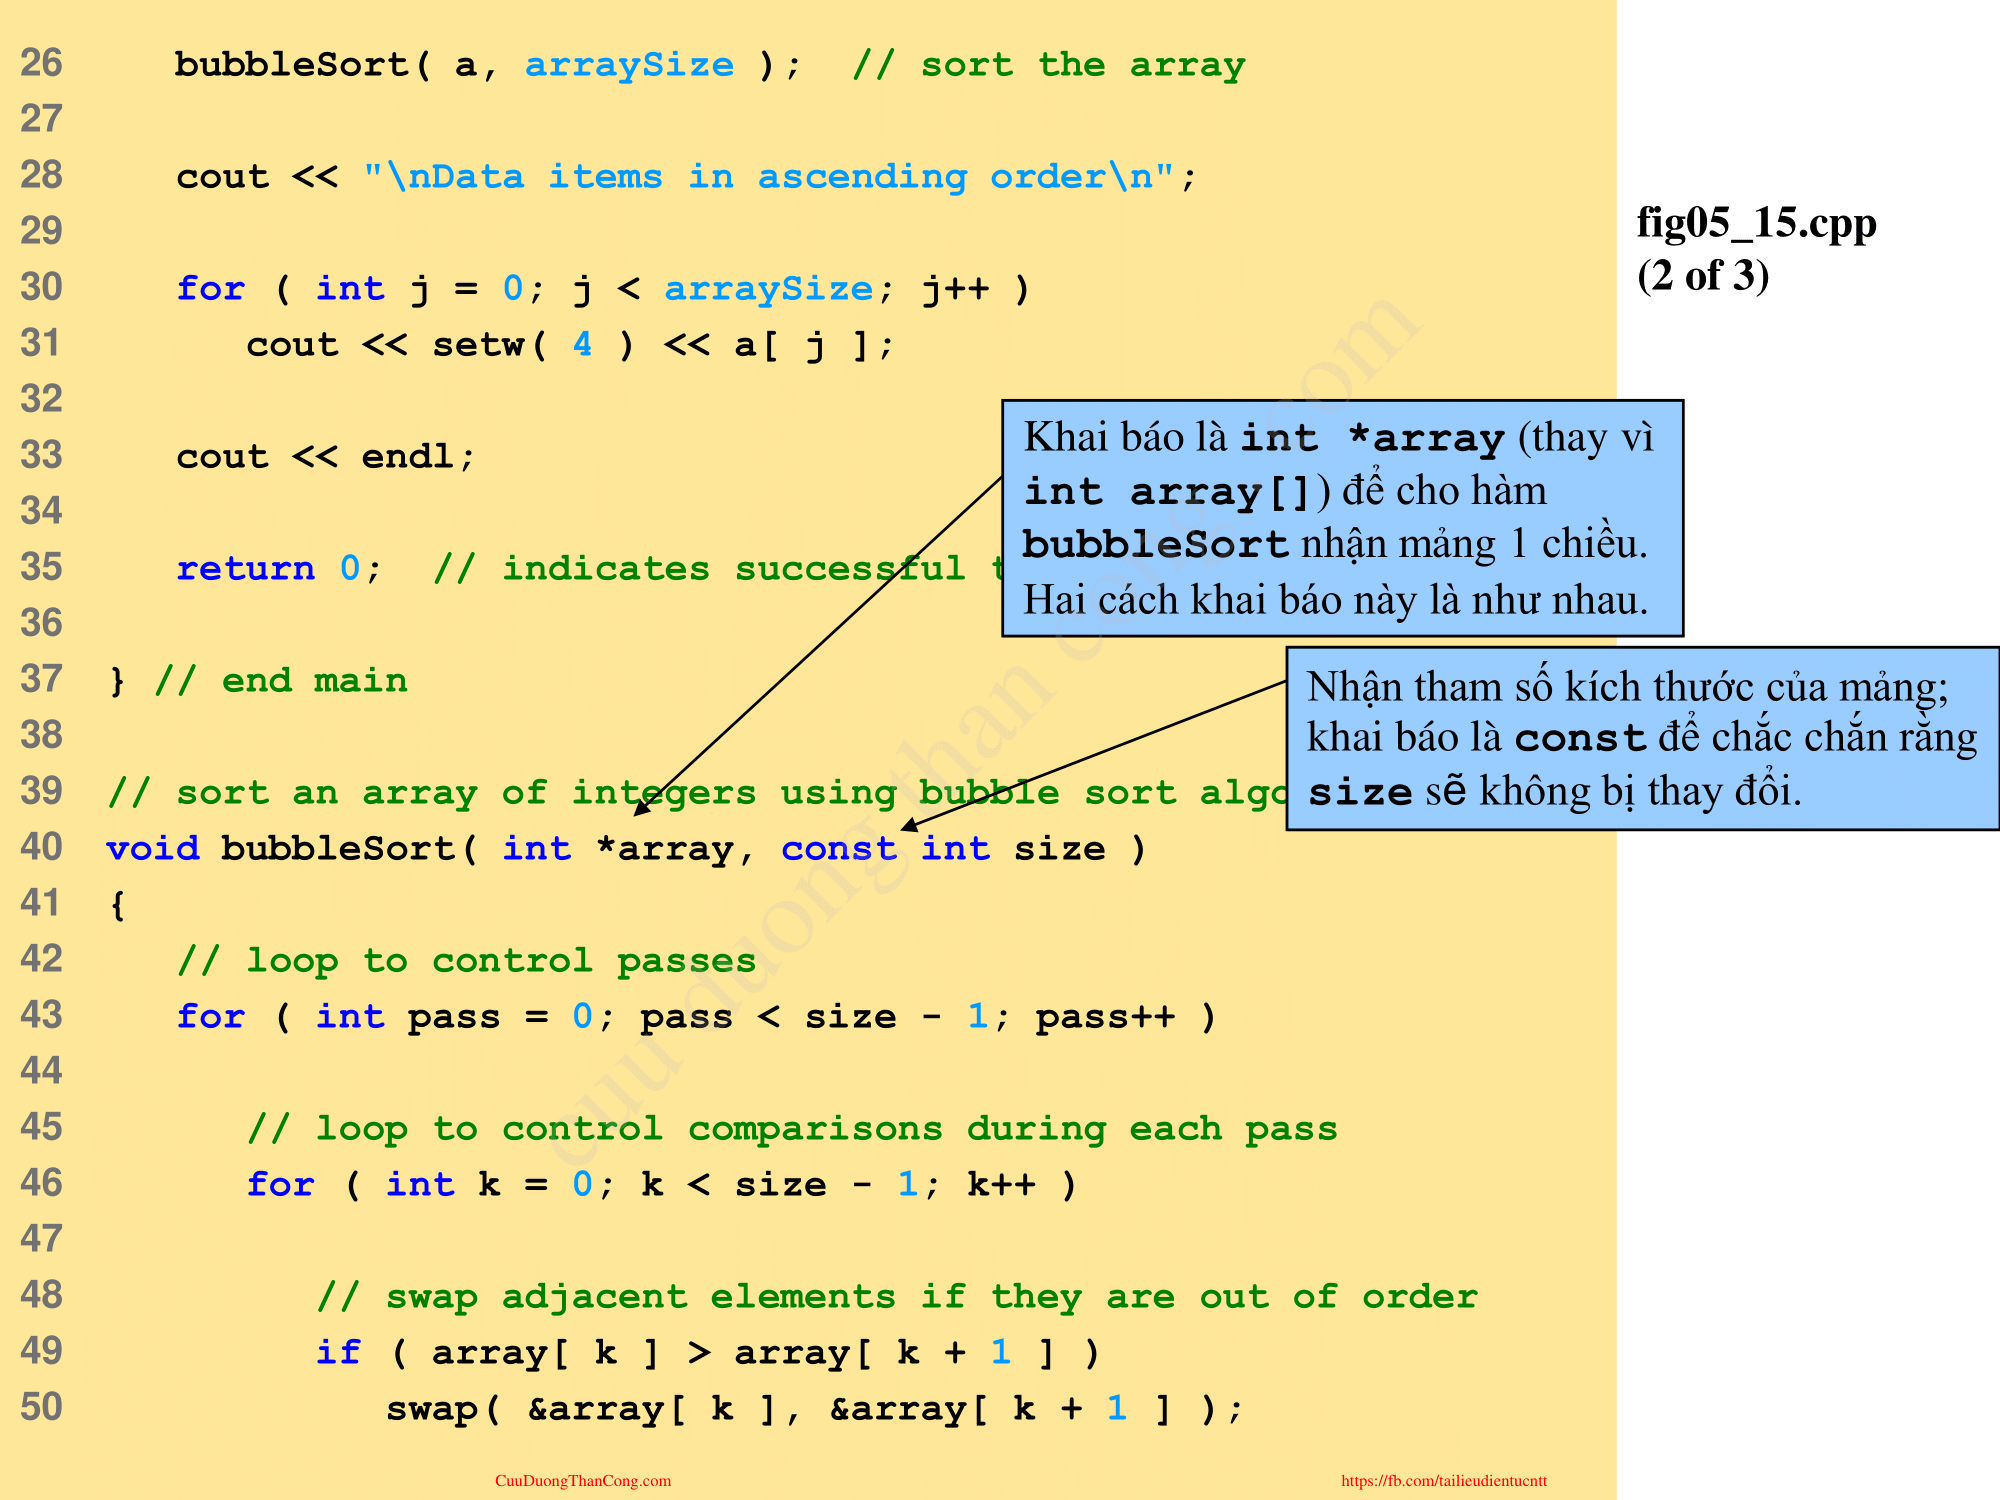 26 bubbleSort( a, arraySize ); // sort the array
27
28 cout << "\nData items in ascending order\n";
29
30 for ( int j = 0; j < arraySize; j++ )
31 cout << setw( 4 ) << a[ j ];
32
33 cout << endl;
34
35 return 0; // indicates successful t
36
37 } // end main
38
39 // sort an array of integers using bubble sort algo
40 void bubbleSort( int *array, const int size )
41 {
42 // loop to control passes
43 for ( int pass = 0; pass < size - 1; pass++ )
44
45 // loop to control comparisons during each pass
46 for ( int k = 0; k < size - 1; k++ )
47
48 // swap adjacent elements if they are out of order
49 if ( array[ k ] > array[ k + 1 ] )
50 swap( &array[ k ], &array[ k + 1 ] );
fig05_15.cpp
(2 of 3)
Khai báo là int *array (thay vì
int array[]) để cho hàm
bubbleSort nhận mảng 1 chiều.
Hai cách khai báo này là như nhau.
Nhận tham số kích thước của mảng;
khai báo là const để chắc chắn rằng
size sẽ không bị thay đổi.
cuu duong than cong . com
CuuDuongThanCong.com
https://fb.com/tailieudientucntt